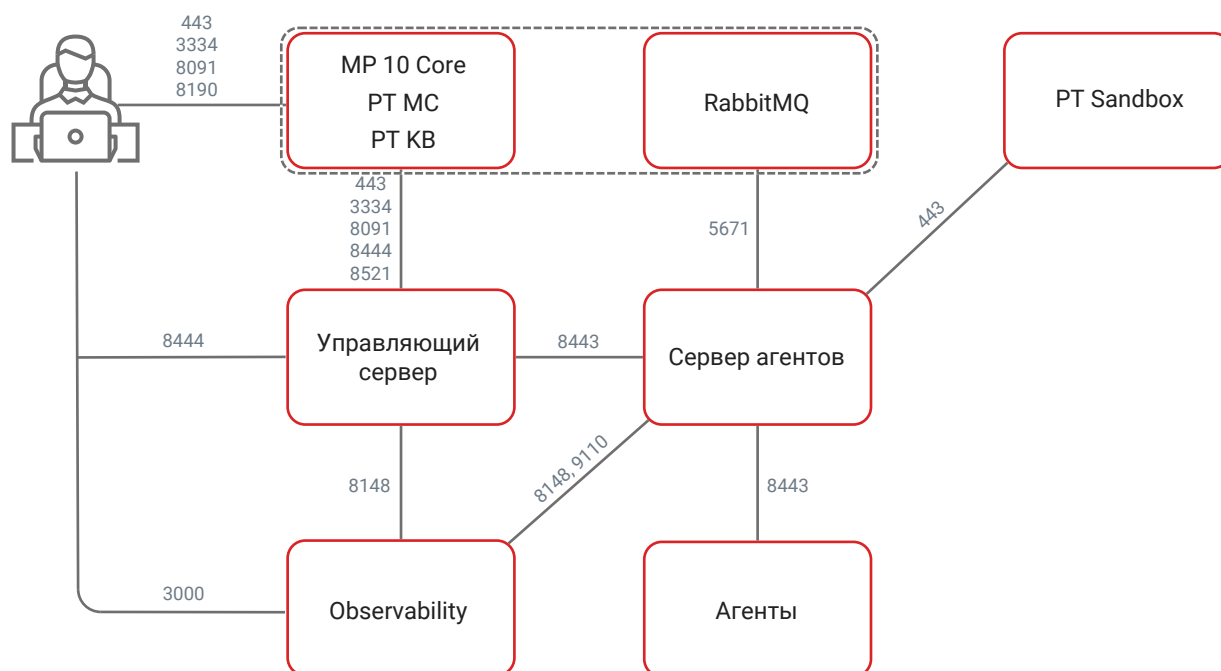 443
3334
8091
8190
MP 10 Core
PT MC
PT KB
RabbitMQ
PT Sandbox
443
3334
8091
8444
8521
5671
443
8444
Управляющий
сервер
8443
Сервер агентов
8148
8148, 9110
8443
3000
Observability
Агенты